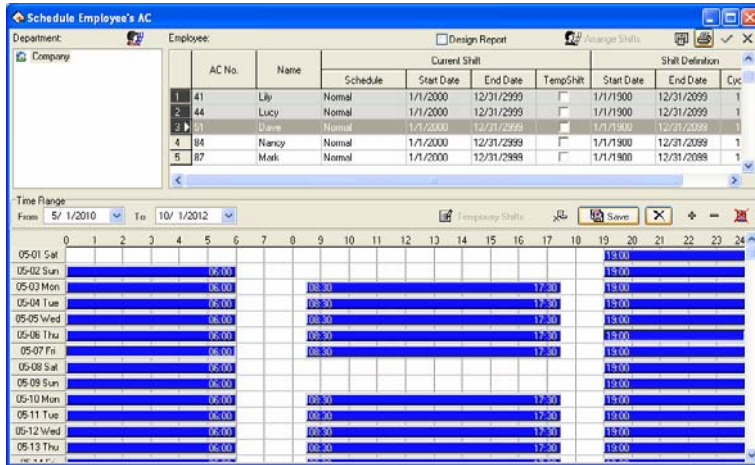 Schedule Employee's AC
Department:
Employee:
Design Report
Arrange Shifts
Company
AC No. Name Current Shift Shift Definition
Schedule Start Date End Date TempShift Start Date End Date Cyc
1 41 Lily Normal 1/1/2000 12/31/2999 1/1/1900 12/31/2099 1
2 44 Lucy Normal 1/1/2000 12/31/2999 1/1/1900 12/31/2099 1
3 51 Dave Normal 1/1/2000 12/31/2999 1/1/1900 12/31/2099 1
4 84 Nancy Normal 1/1/2000 12/31/2999 1/1/1900 12/31/2099 1
5 87 Mark Normal 1/1/2000 12/31/2999 1/1/1900 12/31/2099 1
Time Range
From 5/ 1/2010 To 10/ 1/2012 Temporary Shifts Save
0 1 2 3 4 5 6 7 8 9 10 11 12 13 14 15 16 17 18 19 20 21 22 23 24
05-01 Sat 19:00
05-02 Sun 06:00 19:00
05-03 Mon 06:00 08:30 17:30 19:00
05-04 Tue 06:00 08:30 17:30 19:00
05-05 Wed 06:00 08:30 17:30 19:00
05-06 Thu 06:00 08:30 17:30 19:00
05-07 Fri 06:00 08:30 17:30 19:00
05-08 Sat 06:00 19:00
05-09 Sun 06:00 19:00
05-10 Mon 06:00 08:30 17:30 19:00
05-11 Tue 06:00 08:30 17:30 19:00
05-12 Wed 06:00 08:30 17:30 19:00
05-13 Thu 06:00 08:30 17:30 19:00